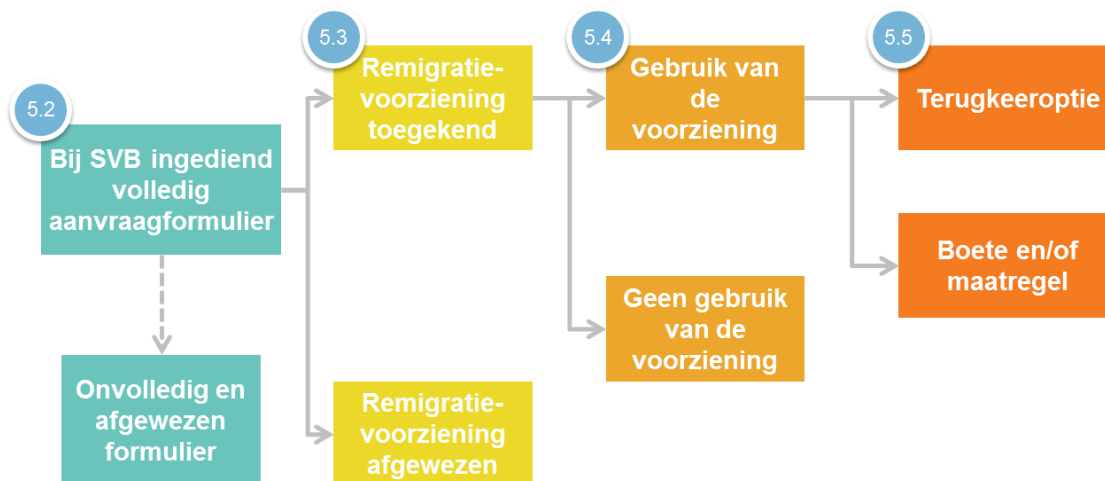 5.2
Bij SVB ingediend
volledig
aanvraagformulier
Onvolledig en
afgewezen
formulier
5.3
Remigratie-
voorziening
toegekend
Remigratie-
voorziening
afgewezen
5.4
Gebruik van
de
voorziening
Geen gebruik
van de
voorziening
5.5
Terugkeeroptie
Boete en/of
maatregel